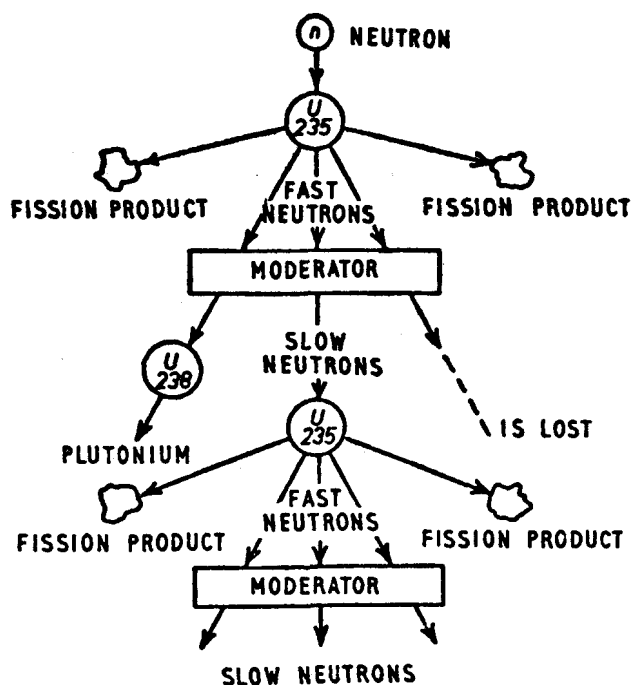 n NEUTRON
U
235
FISSION PRODUCT
FAST
NEUTRONS
FISSION PRODUCT
MODERATOR
U
238
SLOW
NEUTRONS
U
235
IS LOST
PLUTONIUM
FISSION PRODUCT
FAST
NEUTRONS
FISSION PRODUCT
MODERATOR
SLOW NEUTRONS